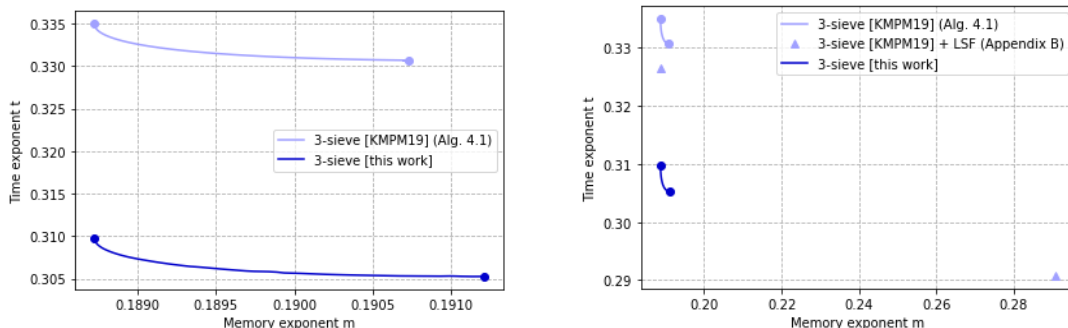 0.335
0.330
0.325
0.320
0.315
0.310
0.305
Time exponent t
3-sieve [KMPM19] (Alg. 4.1)
3-sieve [this work]
0.1890 0.1895 0.1900 0.1905 0.1910
Memory exponent m
0.33
0.32
0.31
0.30
0.29
Time exponent t
3-sieve [KMPM19] (Alg. 4.1)
3-sieve [KMPM19] + LSF (Appendix B)
3-sieve [this work]
0.20 0.22 0.24 0.26 0.28
Memory exponent m